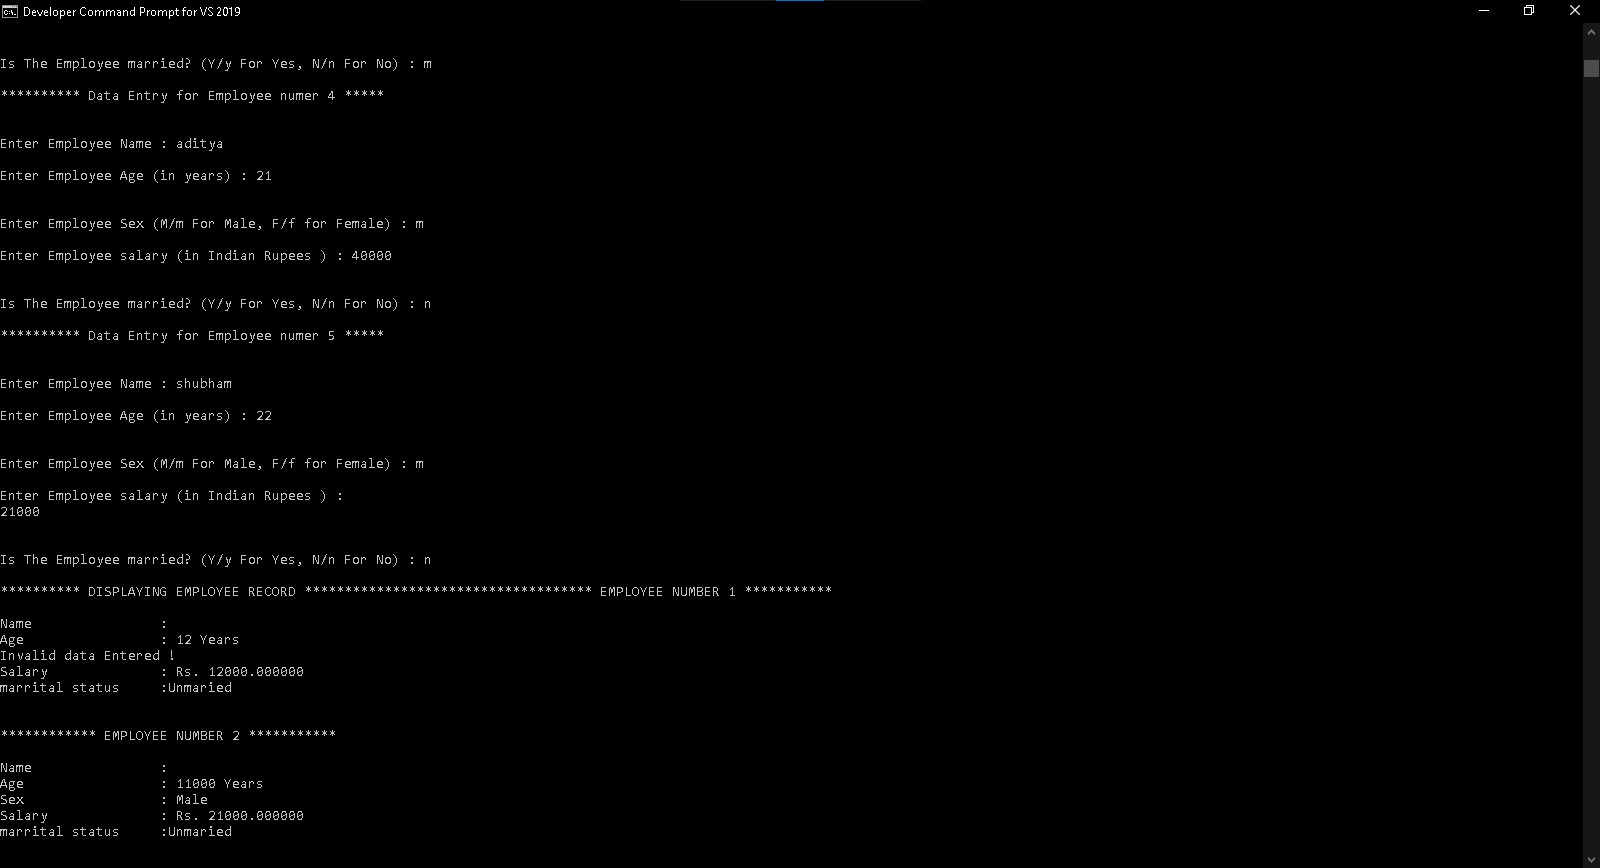 Developer Command Prompt for VS 2019
Is The Employee married? (Y/y For Yes, N/n For No) : m
********** Data Entry for Employee numer 4 *****
Enter Employee Name : aditya
Enter Employee Age (in years) : 21
Enter Employee Sex (M/m For Male, F/f for Female) : m
Enter Employee salary (in Indian Rupees ) : 40000
Is The Employee married? (Y/y For Yes, N/n For No) : n
********** Data Entry for Employee numer 5 *****
Enter Employee Name : shubham
Enter Employee Age (in years) : 22
Enter Employee Sex (M/m For Male, F/f for Female) : m
Enter Employee salary (in Indian Rupees ) :
21000
Is The Employee married? (Y/y For Yes, N/n For No) : n
********** DISPLAYING EMPLOYEE RECORD ************************************ EMPLOYEE NUMBER 1 ***********
Name                :
Age                 : 12 Years
Invalid data Entered !
Salary              : Rs. 12000.000000
marrital status     :Unmaried
************ EMPLOYEE NUMBER 2 ***********
Name                :
Age                 : 11000 Years
Sex                 : Male
Salary              : Rs. 21000.000000
marrital status     :Unmaried